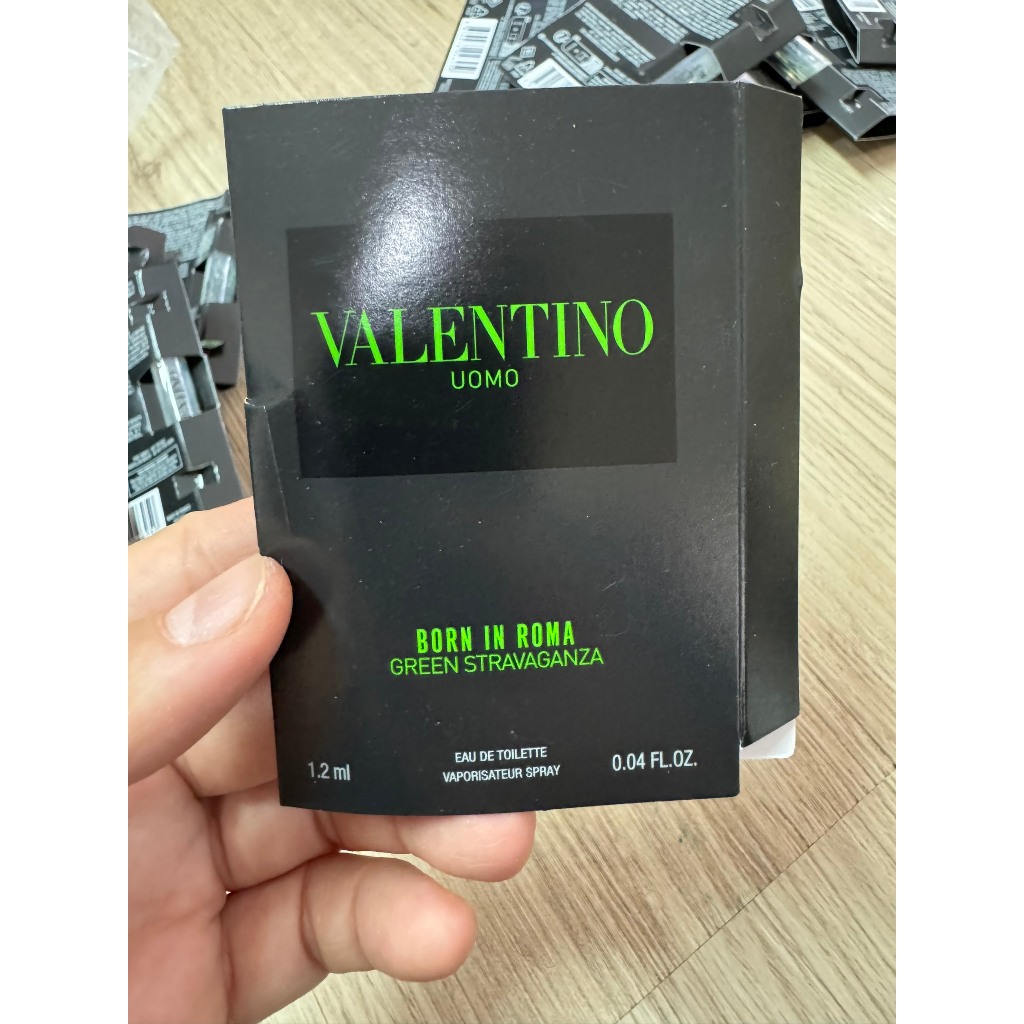 VALENTINO
UOMO
BORN IN ROMA
GREEN STRAVAGANZA
EAU DE TOILETTE
1.2 ml VAPORISATEUR SPRAY 0.04 FL.OZ.